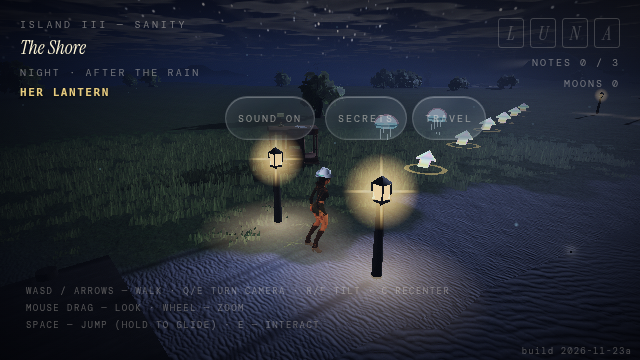 ISLAND III — SANITY
The Shore
NIGHT · AFTER THE RAIN
HER LANTERN
L U N A
NOTES 0 / 3
MOONS 0
SOUND ON
SECRETS
TRAVEL
WASD / ARROWS — WALK · Q/E TURN CAMERA · R/F TILT · C RECENTER
MOUSE DRAG — LOOK · WHEEL — ZOOM
SPACE — JUMP (HOLD TO GLIDE) · E — INTERACT
build 2026-11-23a